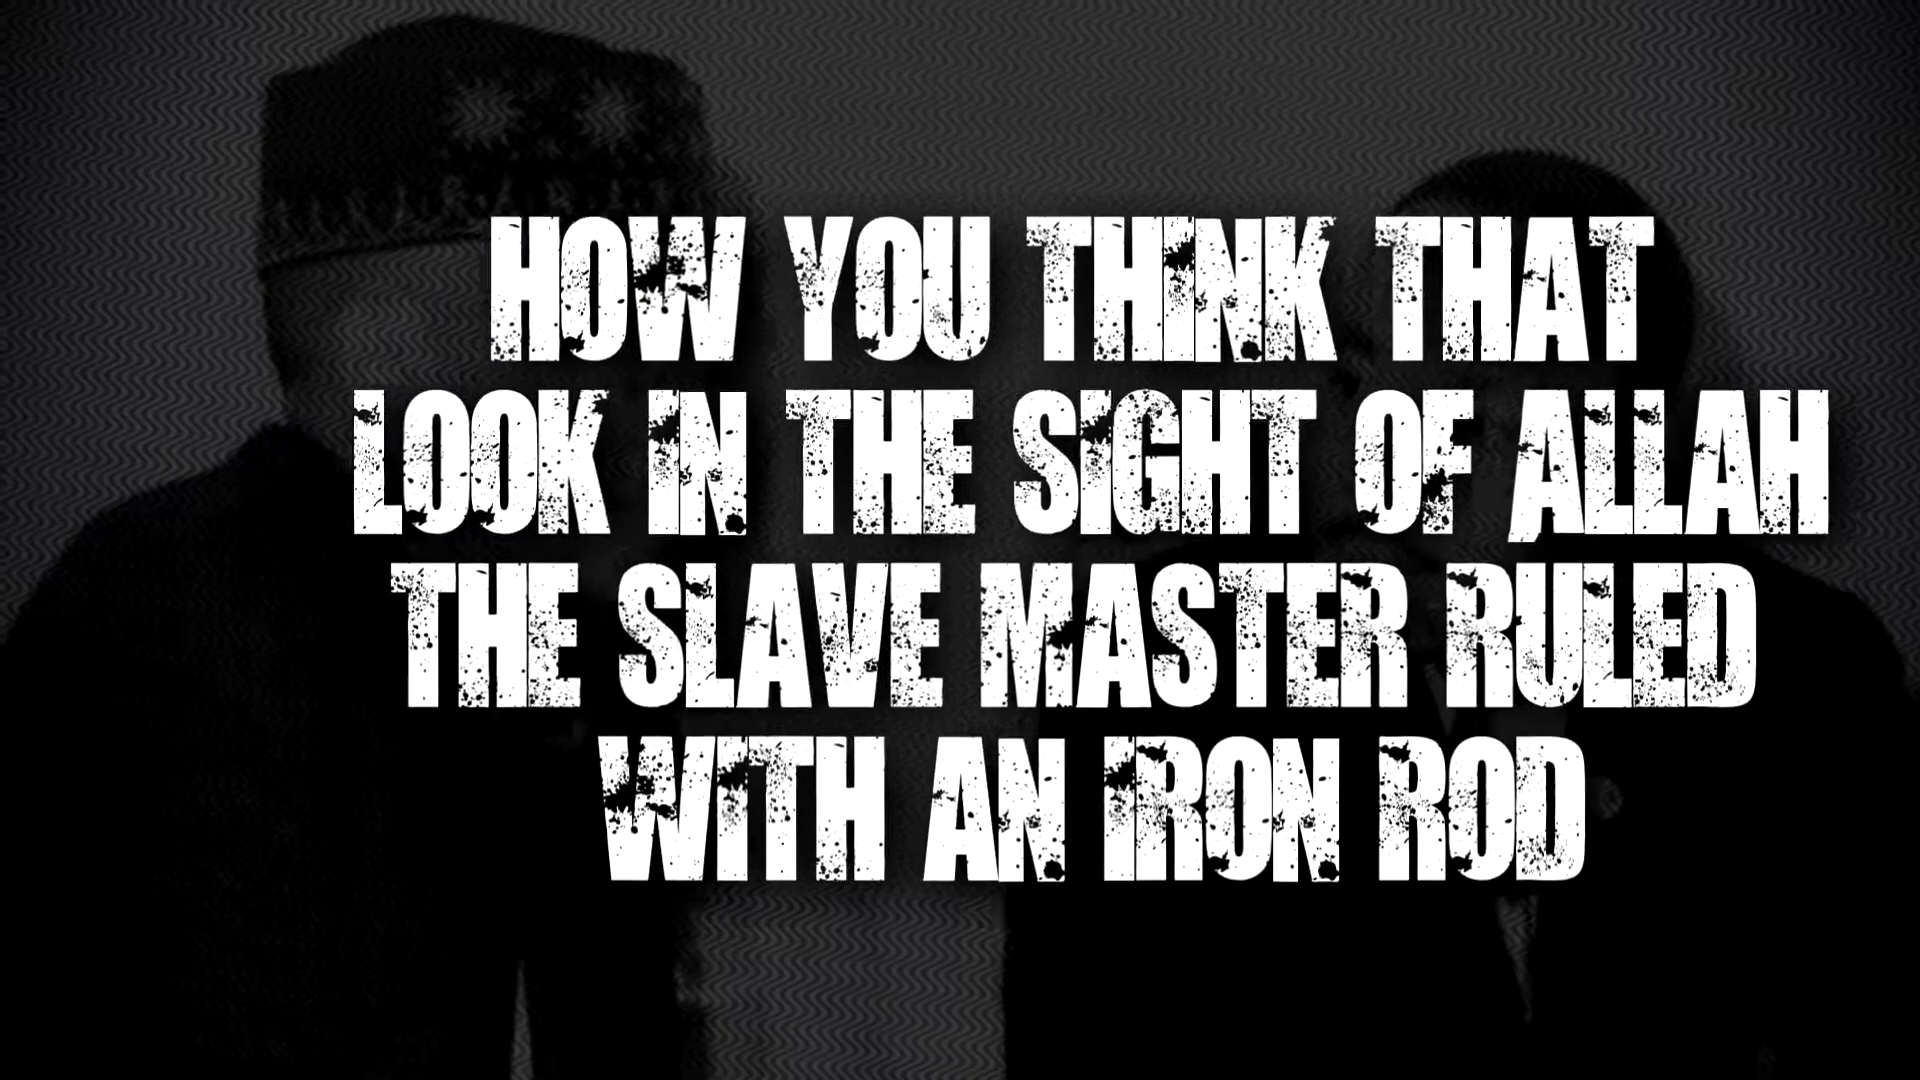 HOW YOU THINK THAT
LOOK IN THE SIGHT OF ALLAH
THE SLAVE MASTER RULED
WITH AN IRON ROD